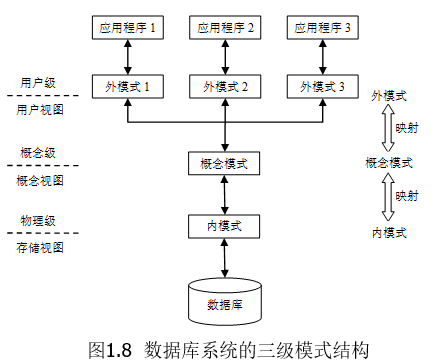 应用程序 1 应用程序 2 应用程序 3
用户级 外模式 1 外模式 2 外模式 3 外模式
用户视图
映射
概念级 概念模式 概念模式
概念视图
映射
物理级 内模式 内模式
存储视图
数据库
图1.8 数据库系统的三级模式结构